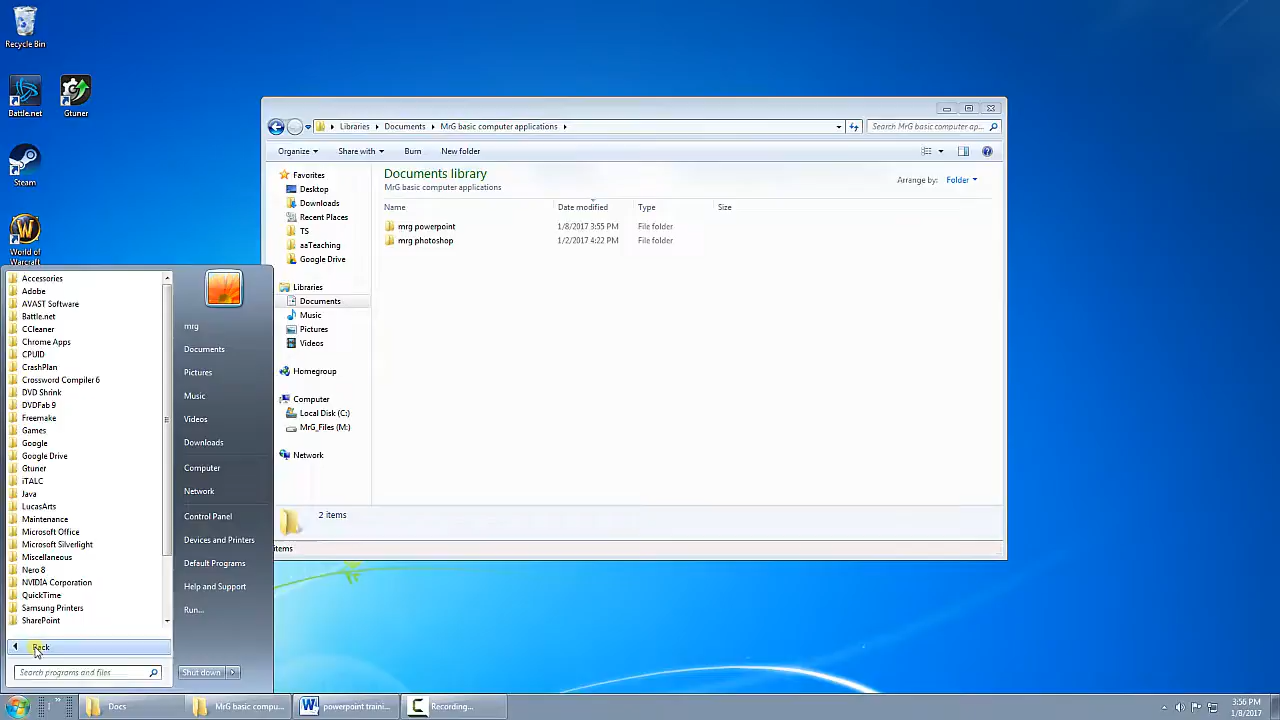 Recycle Bin
Battle.net
Gtuner
Steam
World of
Warcraft
Libraries
Documents
MrG basic computer applications
Search MrG basic computer ap...
Organize
Share with
Burn
New folder
Favorites
Desktop
Downloads
Recent Places
TS
aaTeaching
Google Drive
Libraries
Documents
Music
Pictures
Videos
Homegroup
Computer
Local Disk (C:)
MrG_Files (M:)
Network
Documents library
MrG basic computer applications
Arrange by: Folder
Name Date modified Type Size
mrg powerpoint 1/8/2017 3:55 PM File folder
mrg photoshop 1/2/2017 4:22 PM File folder
2 items
items
Accessories
Adobe
AVAST Software
Battle.net
CCleaner
Chrome Apps
CPUID
CrashPlan
Crossword Compiler 6
DVD Shrink
DVDFab 9
Freemake
Games
Google
Google Drive
Gtuner
iTALC
Java
LucasArts
Maintenance
Microsoft Office
Microsoft Silverlight
Miscellaneous
Nero 8
NVIDIA Corporation
QuickTime
Samsung Printers
SharePoint
Back
Search programs and files
mrg
Documents
Pictures
Music
Videos
Downloads
Computer
Network
Control Panel
Devices and Printers
Default Programs
Help and Support
Run...
Shut down
Docs
MrG basic compu...
powerpoint traini...
Recording...
3:56 PM
1/8/2017